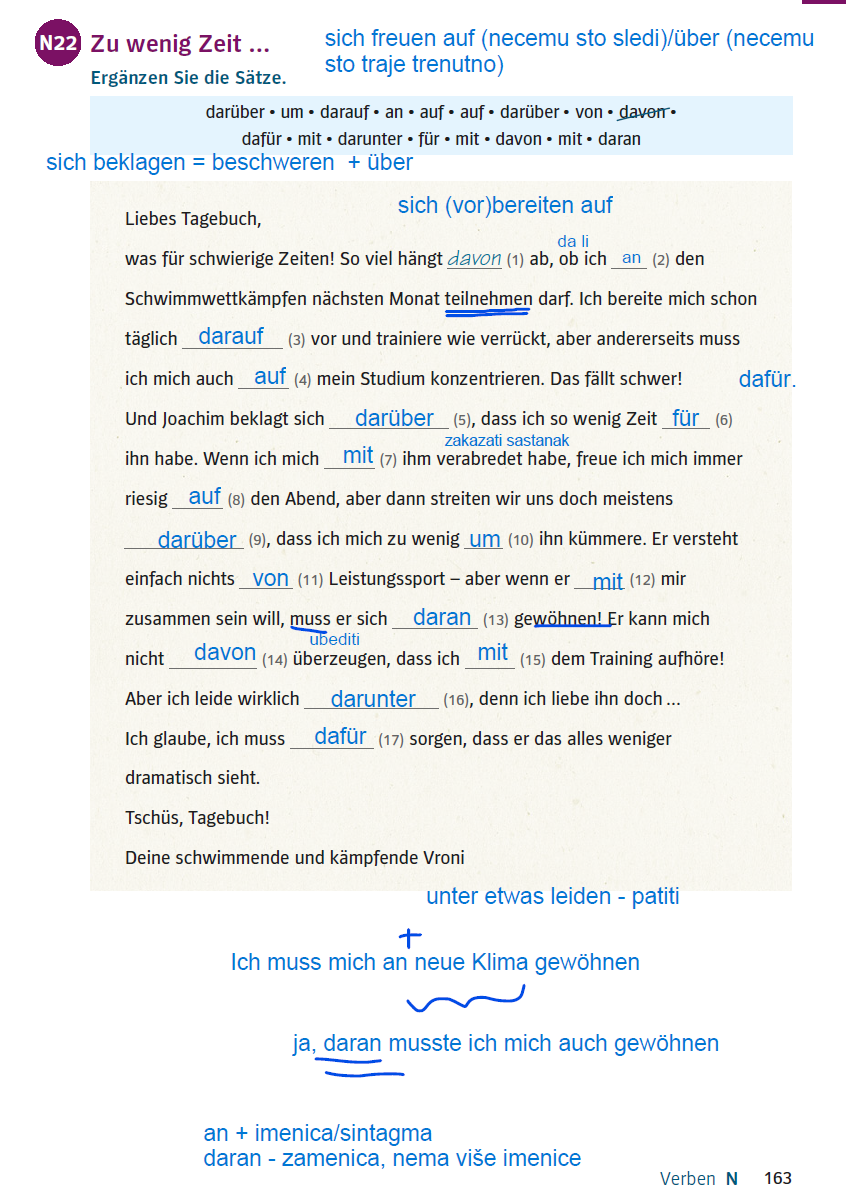 N22 Zu wenig Zeit ...
sich freuen auf (necemu sto sledi)/über (necemu
sto traje trenutno)
Ergänzen Sie die Sätze.
darüber • um • darauf • an • auf • auf • darüber • von • davon •
dafür • mit • darunter • für • mit • davon • mit • daran
sich beklagen = beschweren + über
sich (vor)bereiten auf
Liebes Tagebuch,
da li
was für schwierige Zeiten! So viel hängt davon (1) ab, ob ich an (2) den
Schwimmwettkämpfen nächsten Monat teilnehmen darf. Ich bereite mich schon
täglich darauf (3) vor und trainiere wie verrückt, aber andererseits muss
ich mich auch auf (4) mein Studium konzentrieren. Das fällt schwer!
dafür.
Und Joachim beklagt sich darüber (5), dass ich so wenig Zeit für (6)
zakazati sastanak
ihn habe. Wenn ich mich mit (7) ihm verabredet habe, freue ich mich immer
riesig auf (8) den Abend, aber dann streiten wir uns doch meistens
darüber (9), dass ich mich zu wenig um (10) ihn kümmere. Er versteht
einfach nichts von (11) Leistungssport – aber wenn er mit (12) mir
zusammen sein will, muss er sich daran (13) gewöhnen! Er kann mich
ubediti
nicht davon (14) überzeugen, dass ich mit (15) dem Training aufhöre!
Aber ich leide wirklich darunter (16), denn ich liebe ihn doch ...
Ich glaube, ich muss dafür (17) sorgen, dass er das alles weniger
dramatisch sieht.
Tschüs, Tagebuch!
Deine schwimmende und kämpfende Vroni
unter etwas leiden - patiti
+
Ich muss mich an neue Klima gewöhnen
ja, daran musste ich mich auch gewöhnen
an + imenica/sintagma
daran - zamenica, nema više imenice
Verben N 163